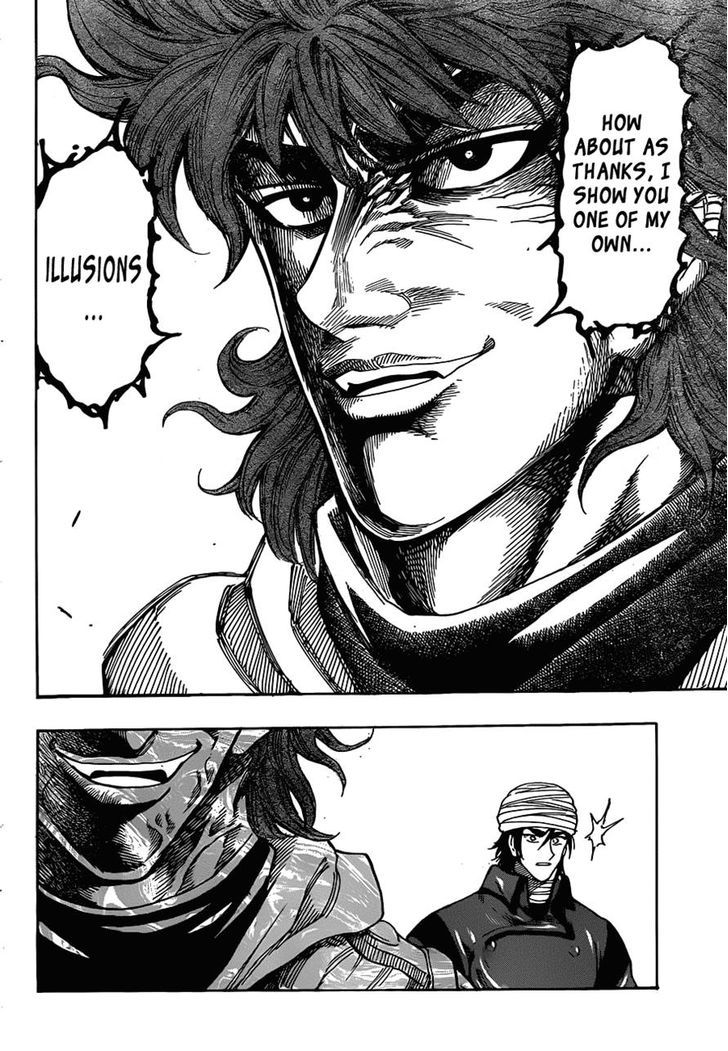 HOW
ABOUT AS
THANKS, I
SHOW YOU
ONE OF MY
OWN...
ILLUSIONS
...